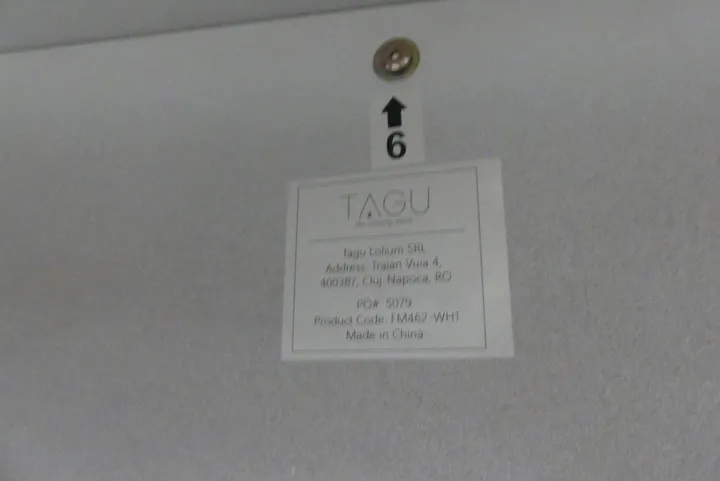 6
TAGU
Tagu Lolium SRL
Address: Traian Vuia 4,
400387, Cluj Napoca, RO
PO#: 5079
Product Code: FM462-WH1
Made in China